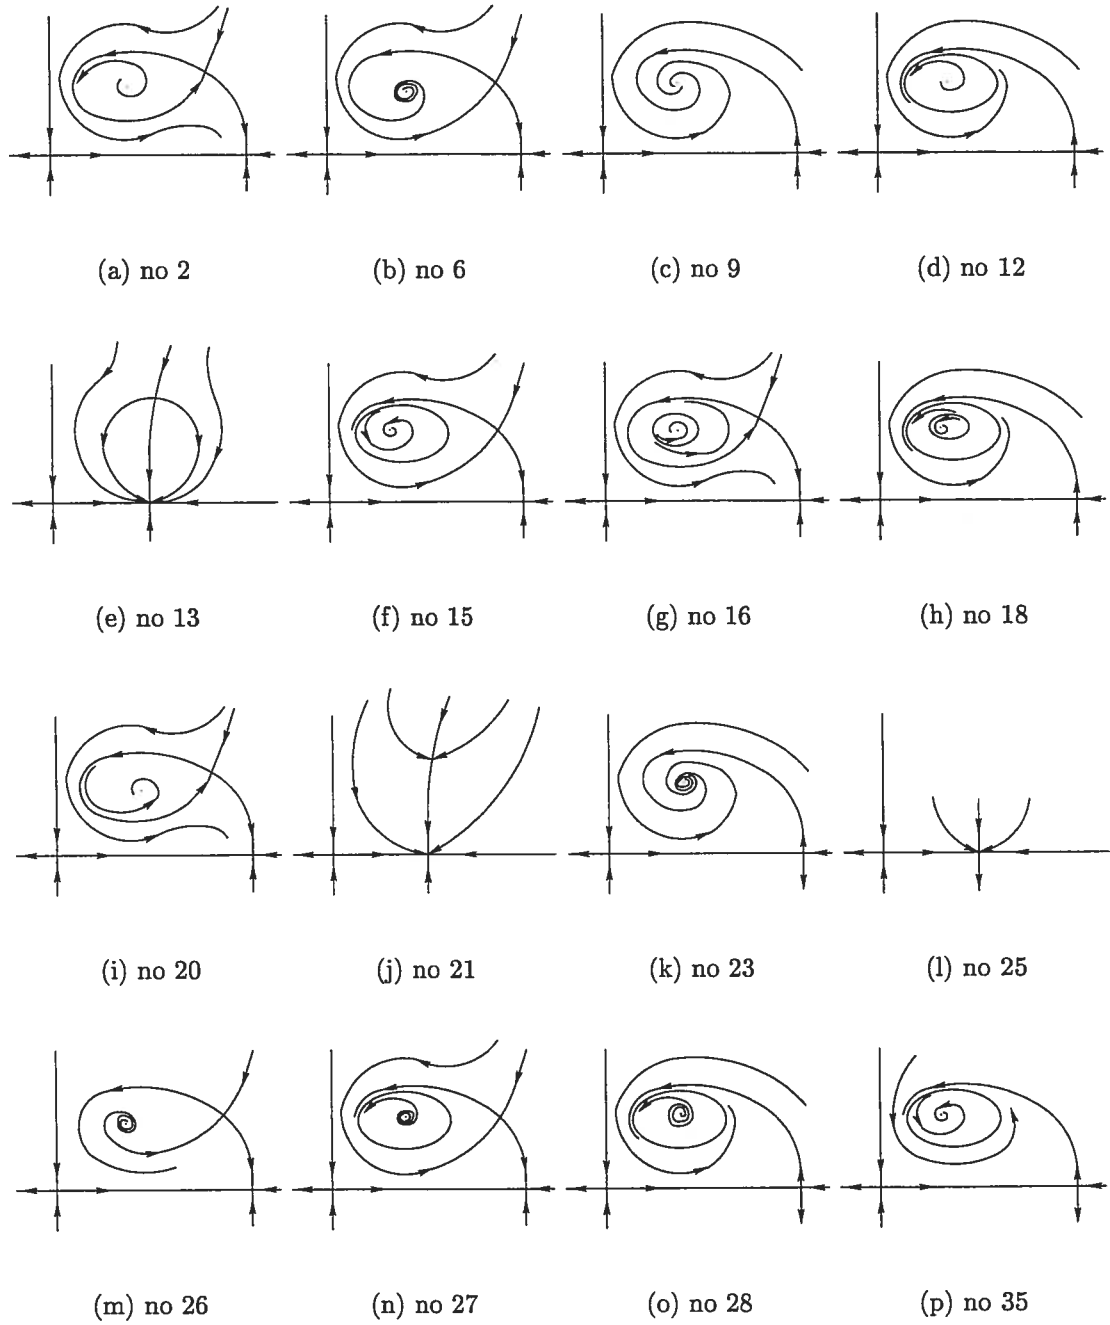 (a) no 2 (b) no 6 (c) no 9 (d) no 12
(e) no 13 (f) no 15 (g) no 16 (h) no 18
(i) no 20 (j) no 21 (k) no 23 (l) no 25
(m) no 26 (n) no 27 (o) no 28 (p) no 35